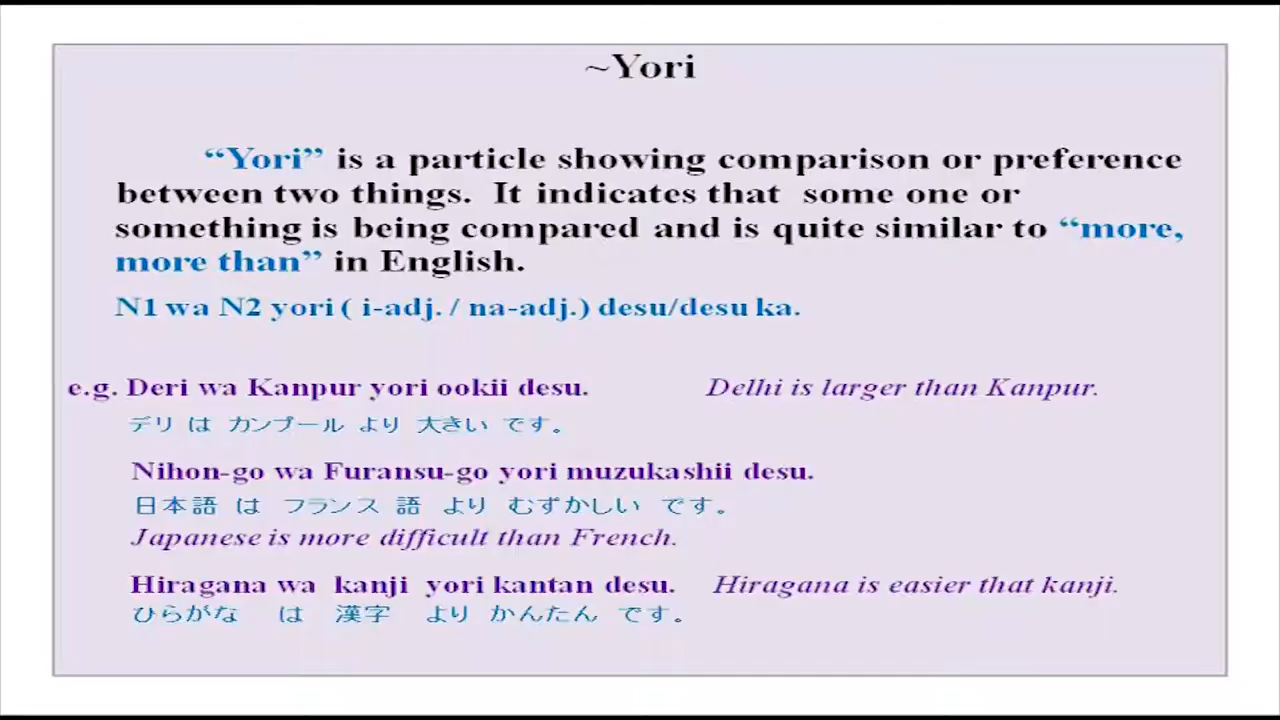 ~Yori
“Yori” is a particle showing comparison or preference
between two things. It indicates that some one or
something is being compared and is quite similar to “more,
more than” in English.
N1 wa N2 yori ( i-adj. / na-adj.) desu/desu ka.
e.g. Deri wa Kanpur yori ookii desu. Delhi is larger than Kanpur.
デリ は カンプール より 大きい です。
Nihon-go wa Furansu-go yori muzukashii desu.
日本語 は フランス 語 より むずかしい です。
Japanese is more difficult than French.
Hiragana wa kanji yori kantan desu. Hiragana is easier that kanji.
ひらがな は 漢字 より かんたん です。